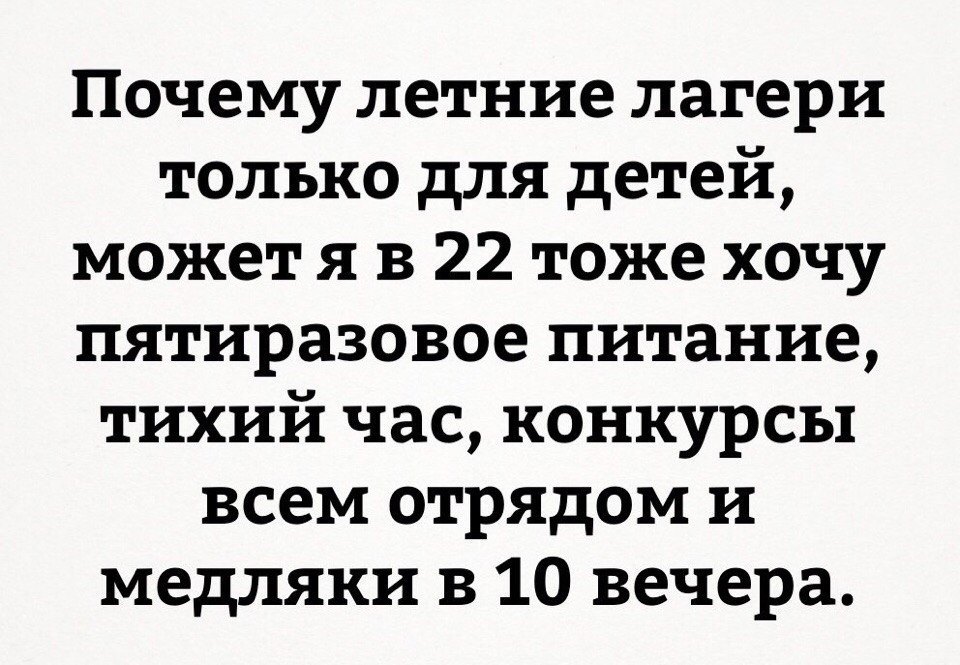 Почему летние лагери
только для детей,
может я в 22 тоже хочу
пятиразовое питание,
тихий час, конкурсы
всем отрядом и
медляки в 10 вечера.